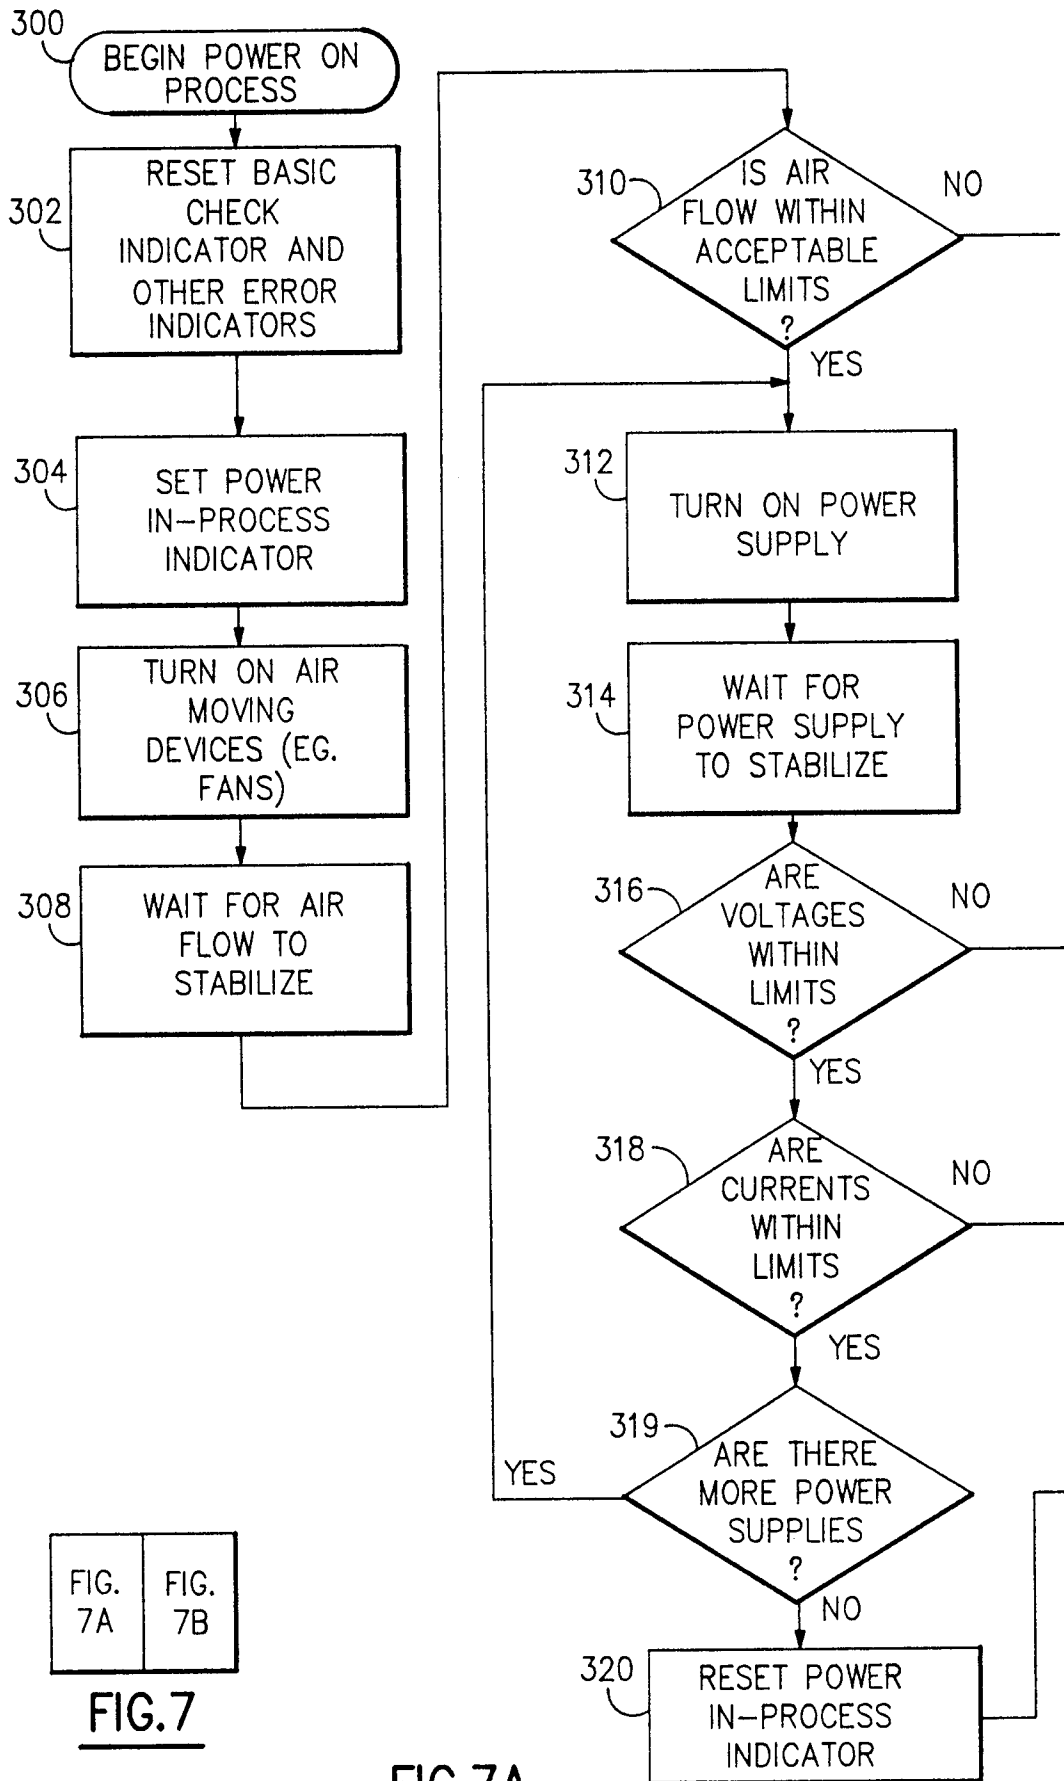 300
BEGIN POWER ON
PROCESS
302
RESET BASIC
CHECK
INDICATOR AND
OTHER ERROR
INDICATORS
304
SET POWER
IN-PROCESS
INDICATOR
306
TURN ON AIR
MOVING
DEVICES (EG.
FANS)
308
WAIT FOR AIR
FLOW TO
STABILIZE
310
IS AIR
FLOW WITHIN
ACCEPTABLE
LIMITS
?
NO
YES
312
TURN ON POWER
SUPPLY
314
WAIT FOR
POWER SUPPLY
TO STABILIZE
316
ARE
VOLTAGES
WITHIN
LIMITS
?
NO
YES
318
ARE
CURRENTS
WITHIN
LIMITS
?
NO
YES
319
ARE THERE
MORE POWER
SUPPLIES
?
YES
NO
320
RESET POWER
IN-PROCESS
INDICATOR
FIG.
7A
FIG.
7B
FIG.7
FIG.7A